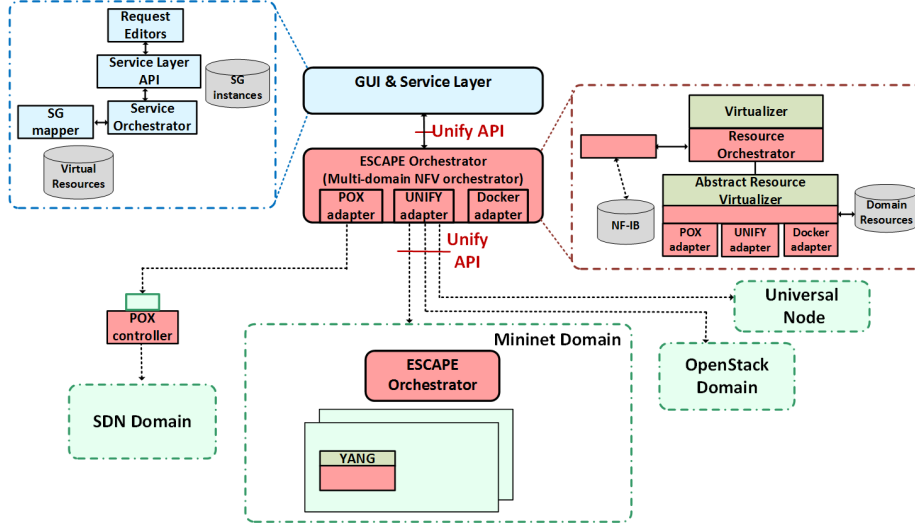 Request
Editors
Service Layer
API
SG
instances
SG
mapper
Service
Orchestrator
Virtual
Resources
GUI & Service Layer
Unify API
ESCAPE Orchestrator
(Multi-domain NFV orchestrator)
POX
adapter
UNIFY
adapter
Docker
adapter
Unify
API
Virtualizer
Resource
Orchestrator
Abstract Resource
Virtualizer
NF-IB
Domain
Resources
POX
adapter
UNIFY
adapter
Docker
adapter
POX
controller
SDN Domain
Mininet Domain
ESCAPE
Orchestrator
YANG
Universal
Node
OpenStack
Domain